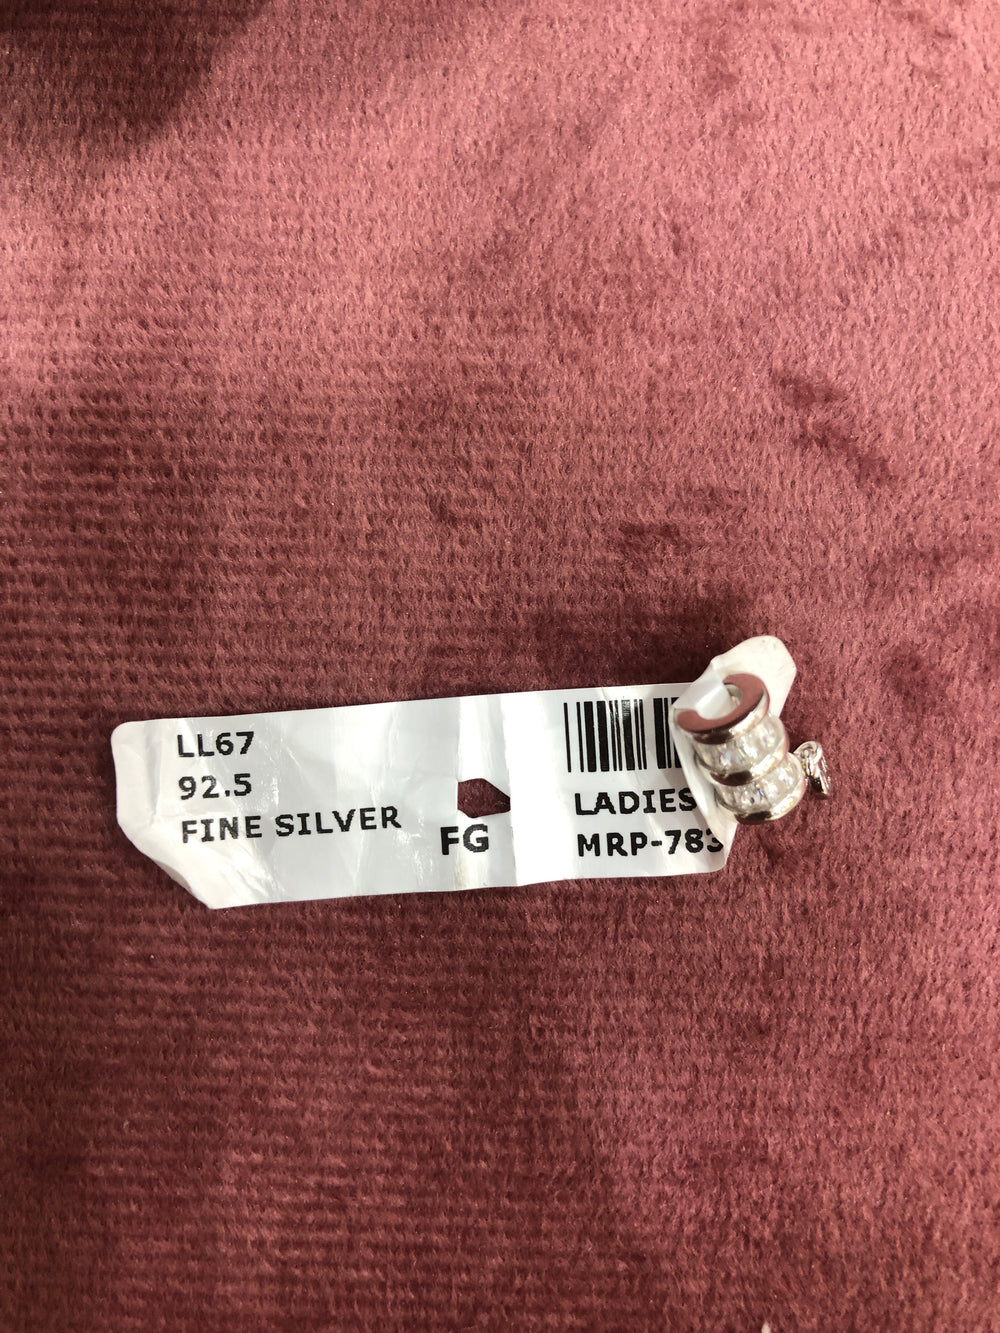 LL67
92.5
FINE SILVER
FG
LADIES
MRP-783